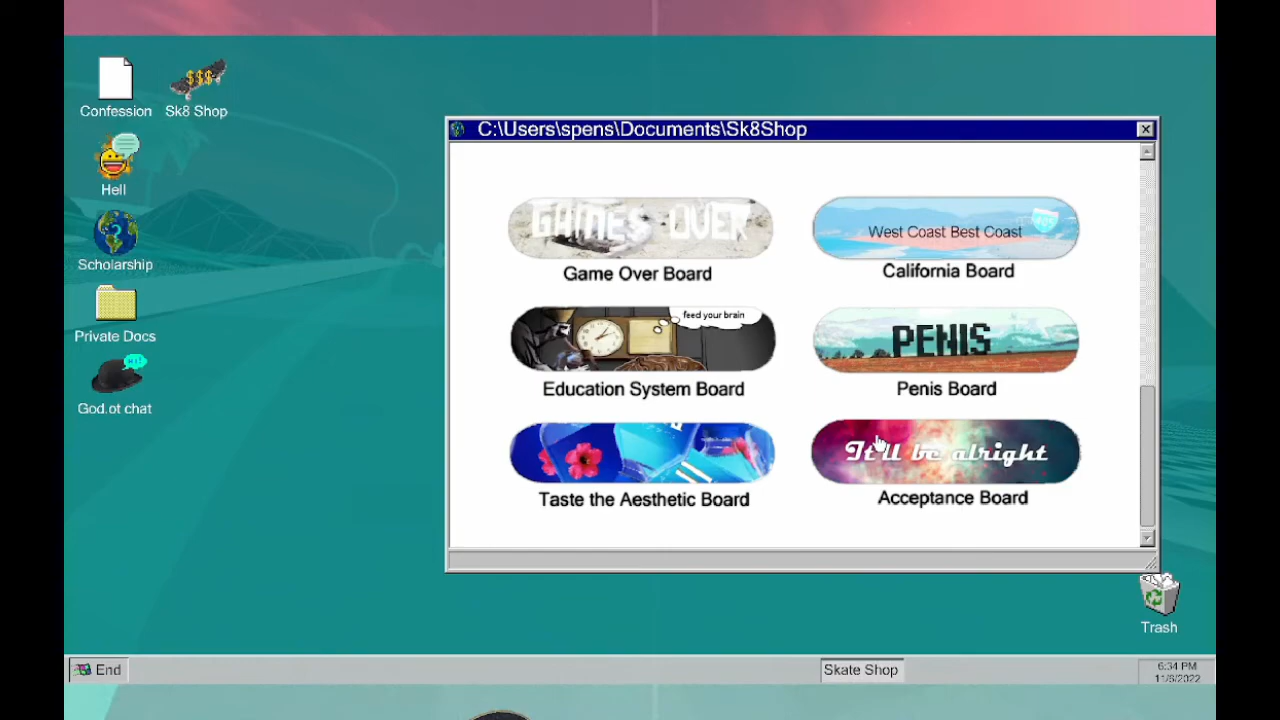 Confession
Sk8 Shop
Hell
Scholarship
Private Docs
God.ot chat
HI!
$$$
C:\Users\spens\Documents\Sk8Shop
GAMES OVER
Game Over Board
West Coast Best Coast
California Board
feed your brain
Education System Board
PENIS
Penis Board
Taste the Aesthetic Board
It'll be alright
Acceptance Board
Trash
End
Skate Shop
6:34 PM
11/6/2022